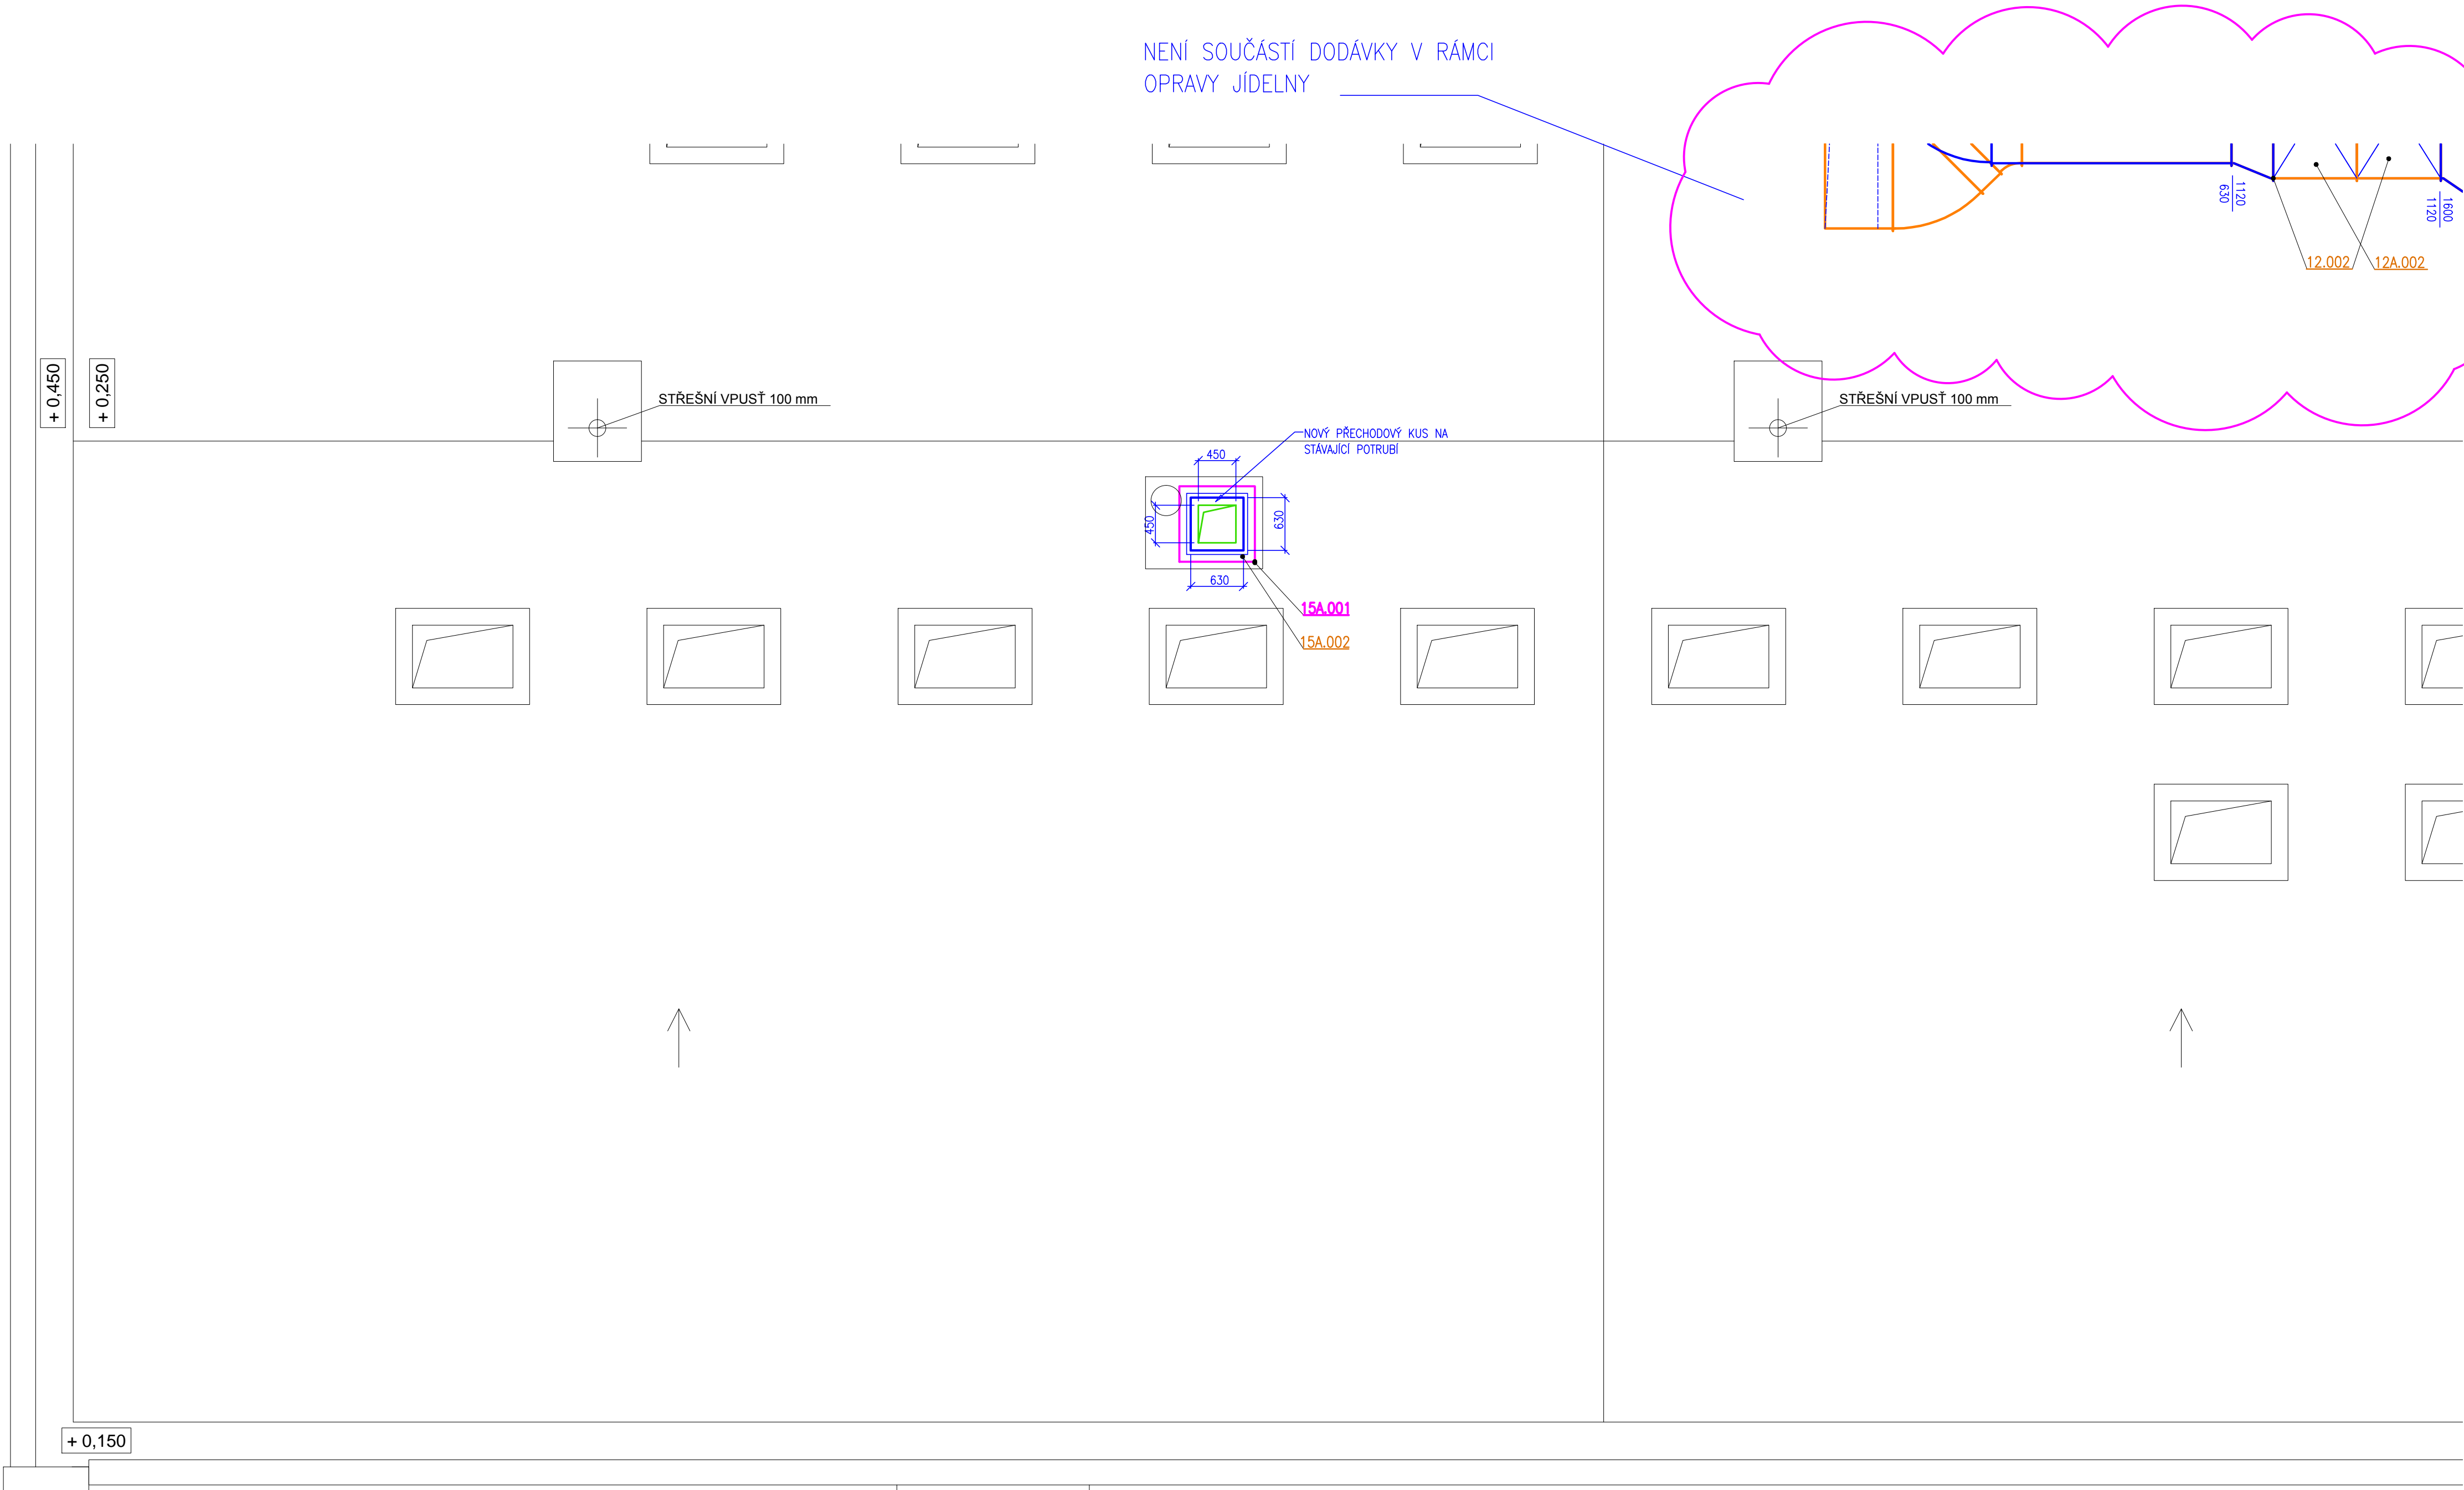 NENÍ SOUČÁSTÍ DODÁVKY V RÁMCI
OPRAVY JÍDELNY
1120
630
1600
1120
12.002
12A.002
+ 0,450
+ 0,250
STŘEŠNÍ VPUSŤ 100 mm
STŘEŠNÍ VPUSŤ 100 mm
NOVÝ PŘECHODOVÝ KUS NA
STÁVAJÍCÍ POTRUBÍ
450
450
630
630
15A.001
15A.002
+ 0,150